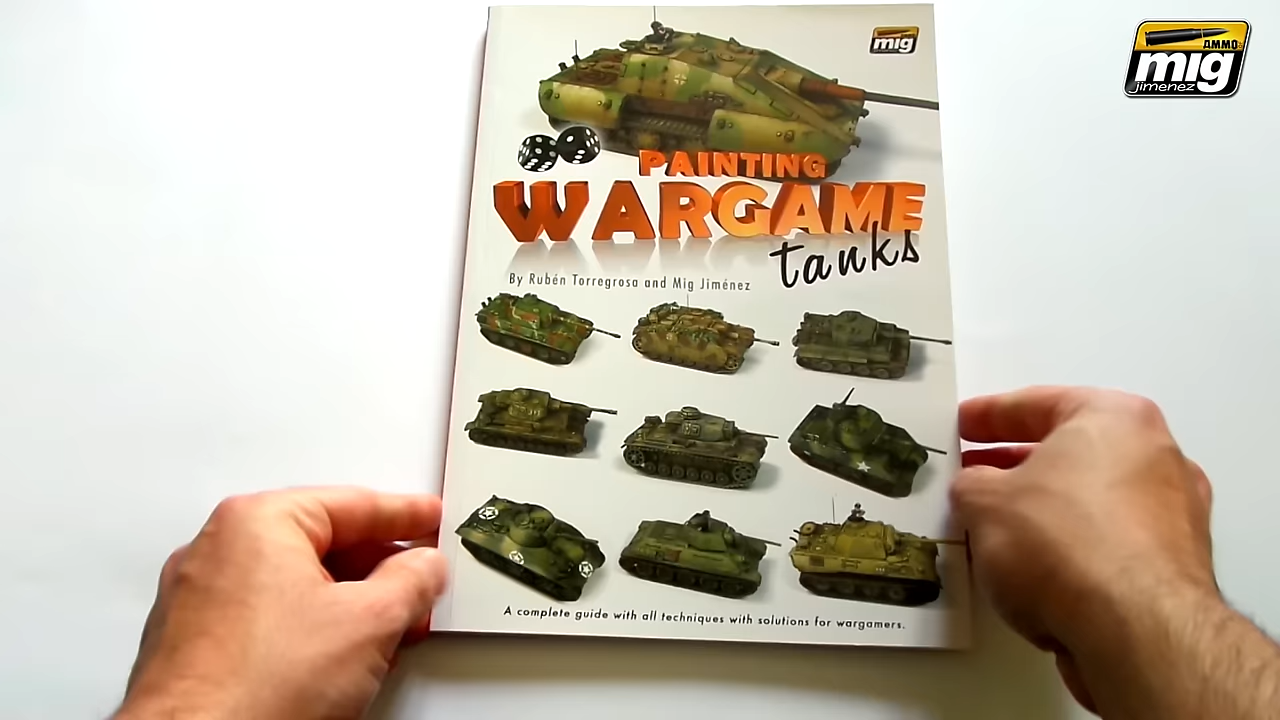 mig
AMMO
mig
jimenez
PAINTING
WARGAME
tanks
By Rubén Torregrosa and Mig Jiménez
A complete guide with all techniques with solutions for wargamers.